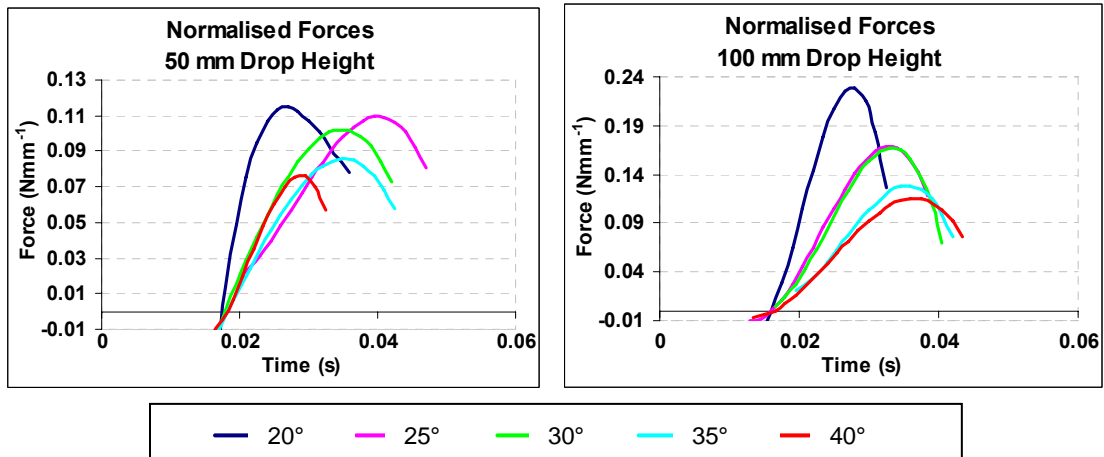 Normalised Forces
50 mm Drop Height
Force (Nmm⁻¹)
0.13
0.11
0.09
0.07
0.05
0.03
0.01
-0.01
0 0.02 0.04 0.06
Time (s)
Normalised Forces
100 mm Drop Height
Force (Nmm⁻¹)
0.24
0.19
0.14
0.09
0.04
-0.01
0 0.02 0.04 0.06
Time (s)
20° 25° 30° 35° 40°